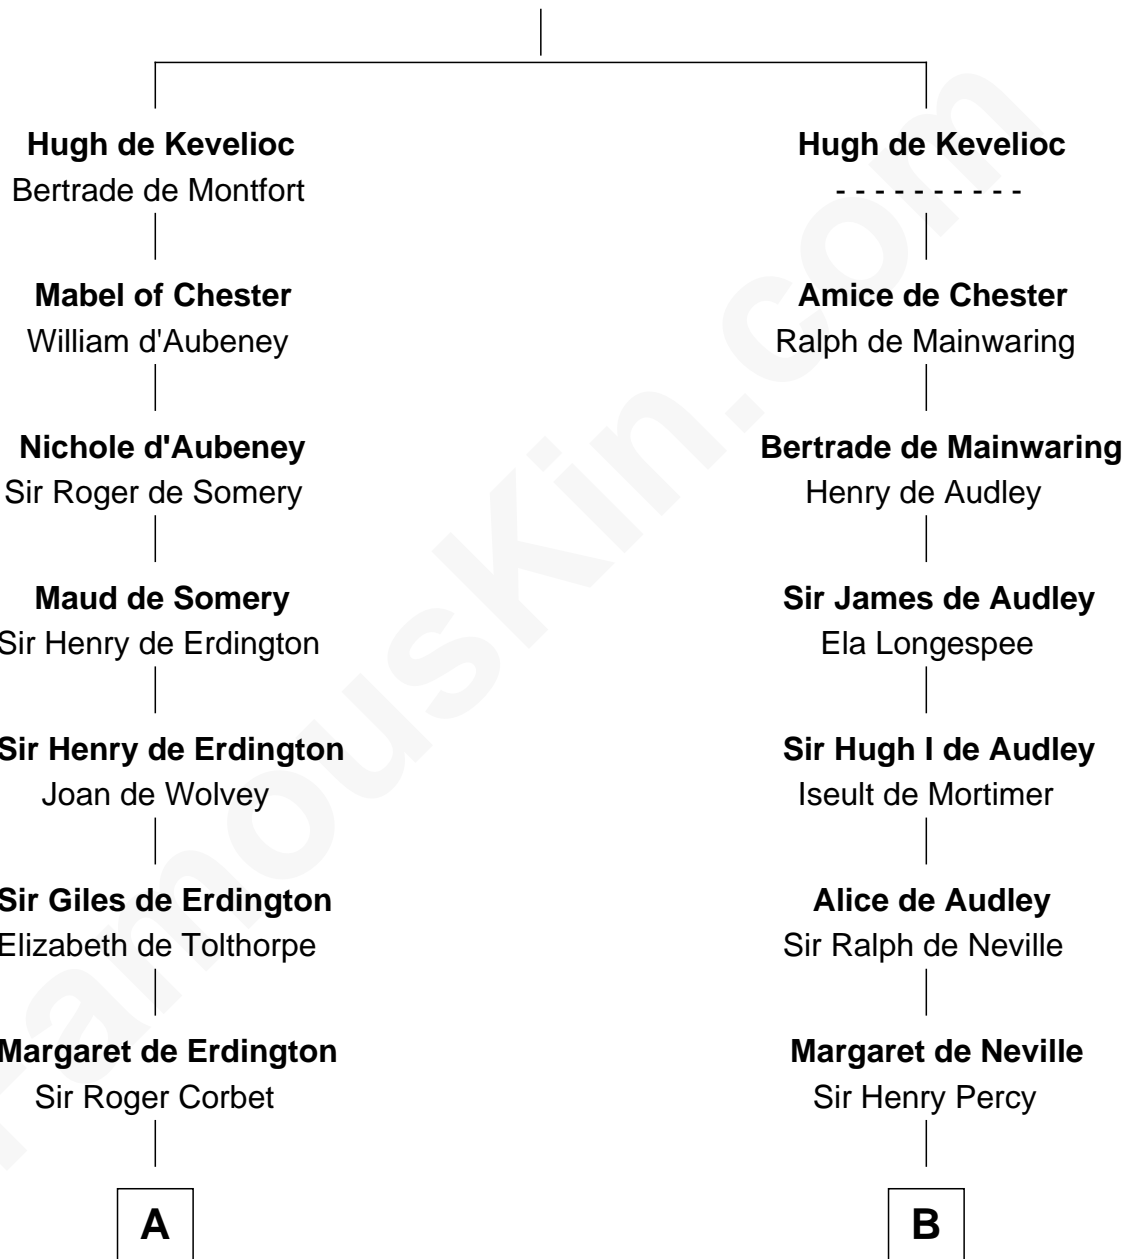 Hugh de Kevelioc
Bertrade de Montfort
Mabel of Chester
William d'Aubeney
Nichole d'Aubeney
Sir Roger de Somery
Maud de Somery
Sir Henry de Erdington
Sir Henry de Erdington
Joan de Wolvey
Sir Giles de Erdington
Elizabeth de Tolthorpe
Margaret de Erdington
Sir Roger Corbet
A
Hugh de Kevelioc
- - - - - - - - - -
Amice de Chester
Ralph de Mainwaring
Bertrade de Mainwaring
Henry de Audley
Sir James de Audley
Ela Longespee
Sir Hugh I de Audley
Iseult de Mortimer
Alice de Audley
Sir Ralph de Neville
Margaret de Neville
Sir Henry Percy
B
FamousKin.com